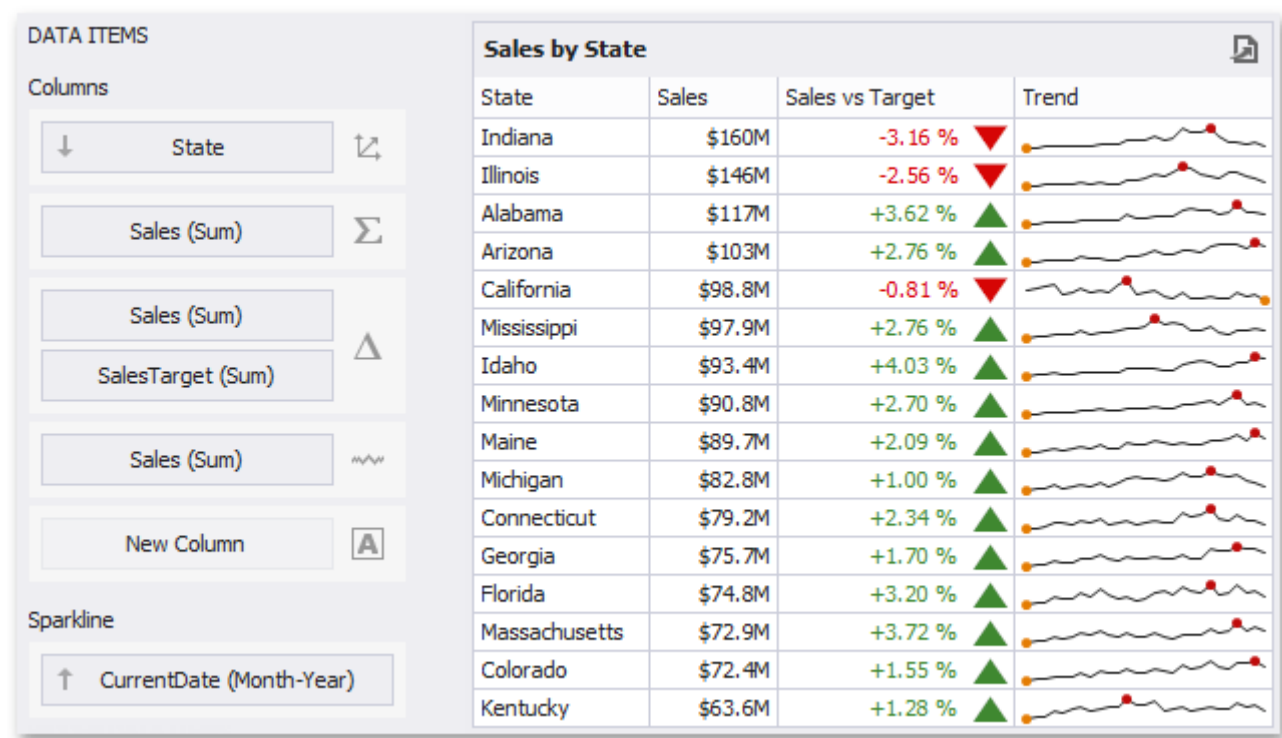 DATA ITEMS
Columns
State
Sales (Sum)
Σ
Sales (Sum)
SalesTarget (Sum)
Δ
Sales (Sum)
New Column
A
Sparkline
CurrentDate (Month-Year)
Sales by State
State Sales Sales vs Target Trend
Indiana $160M -3.16 %
Illinois $146M -2.56 %
Alabama $117M +3.62 %
Arizona $103M +2.76 %
California $98.8M -0.81 %
Mississippi $97.9M +2.76 %
Idaho $93.4M +4.03 %
Minnesota $90.8M +2.70 %
Maine $89.7M +2.09 %
Michigan $82.8M +1.00 %
Connecticut $79.2M +2.34 %
Georgia $75.7M +1.70 %
Florida $74.8M +3.20 %
Massachusetts $72.9M +3.72 %
Colorado $72.4M +1.55 %
Kentucky $63.6M +1.28 %